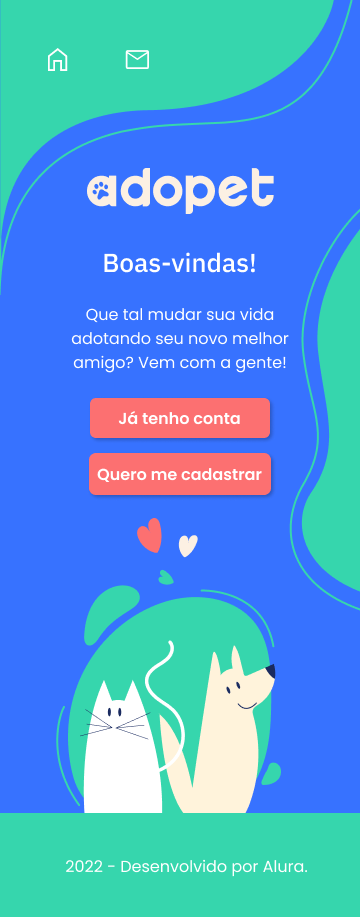 adopet
Boas-vindas!
Que tal mudar sua vida
adotando seu novo melhor
amigo? Vem com a gente!
Já tenho conta
Quero me cadastrar
2022 - Desenvolvido por Alura.